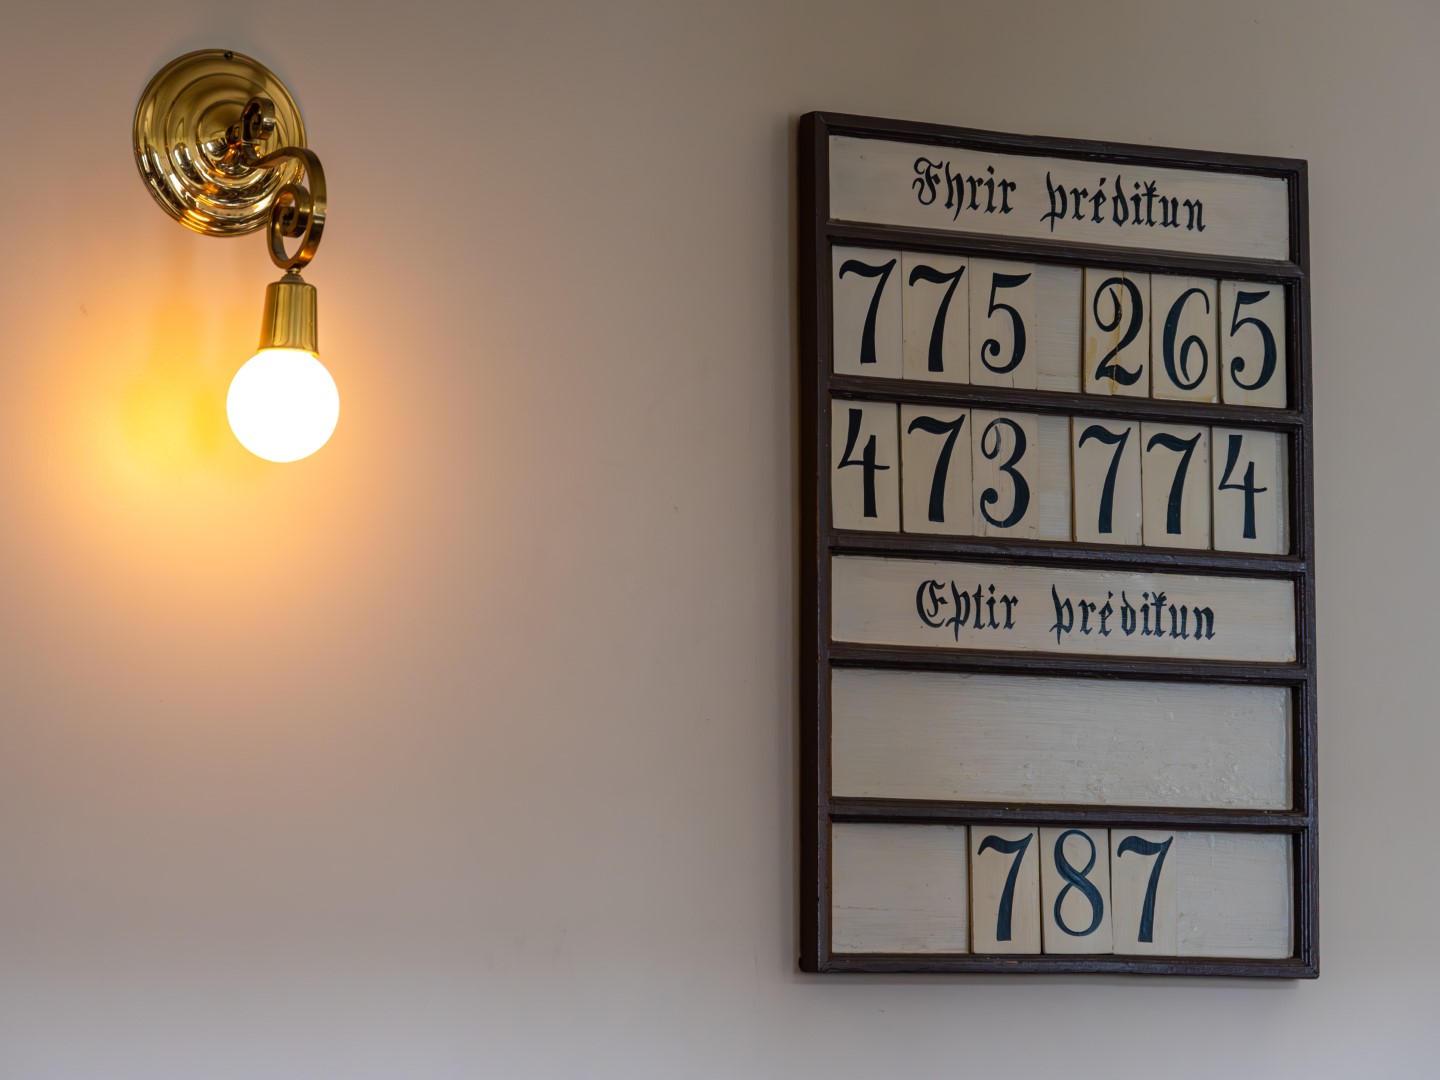 Fyrir prédikun
775 265
473 774
Eptir prédikun
787